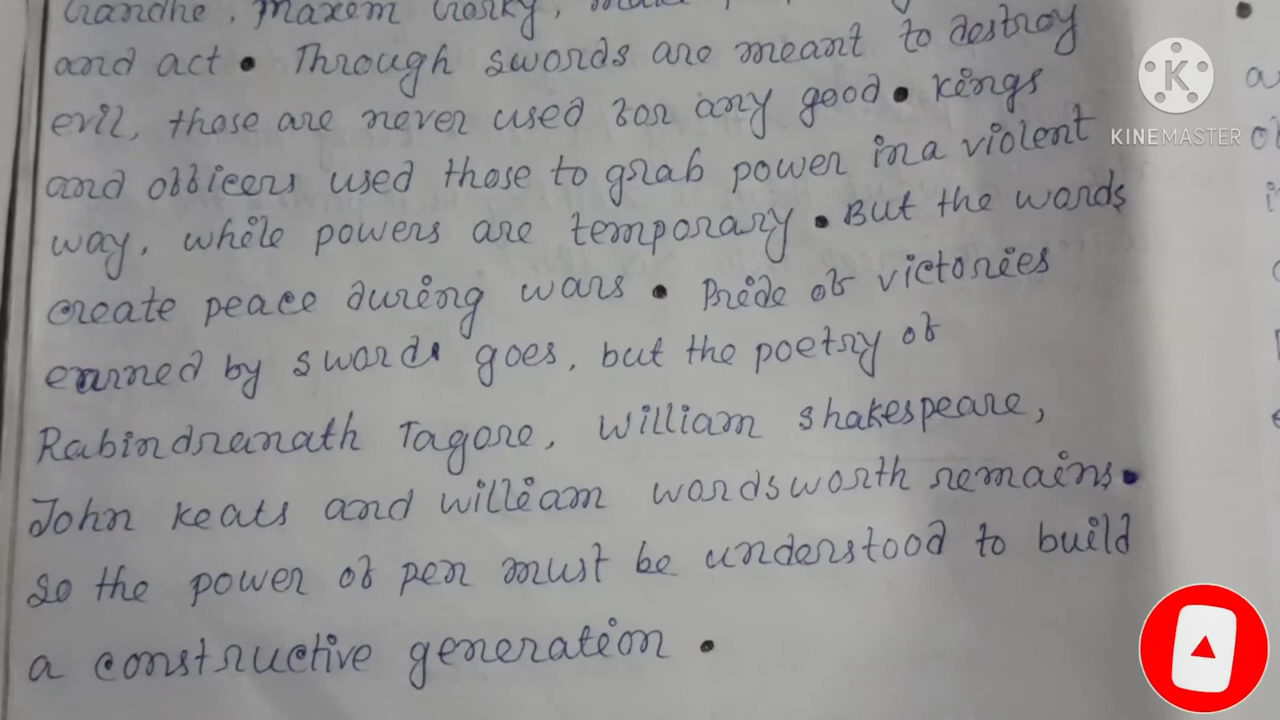 Gandhe, Maxem Gorky,
and act. Through swords are meant to destroy
evil, those are never used for any good. Kings
and officers used those to grab power in a violent
way, while powers are temporary. But the words
create peace during wars. Pride of victories
earned by swords goes, but the poetry of
Rabindranath Tagore, William Shakespeare,
John Keats and William Wordsworth remains.
So the power of pen must be understood to build
a constructive generation.
K
KINEMASTER